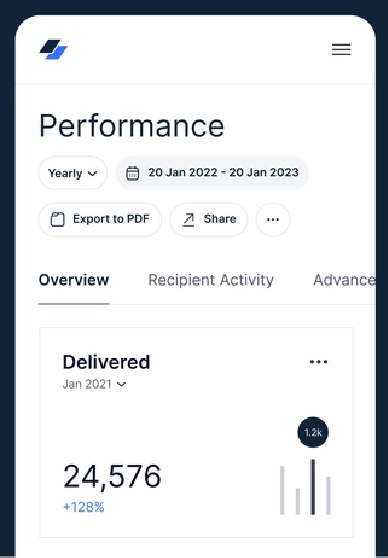 Performance
Yearly 20 Jan 2022 - 20 Jan 2023
Export to PDF Share
Overview Recipient Activity Advance
Delivered
Jan 2021
1.2k
24,576
+128%